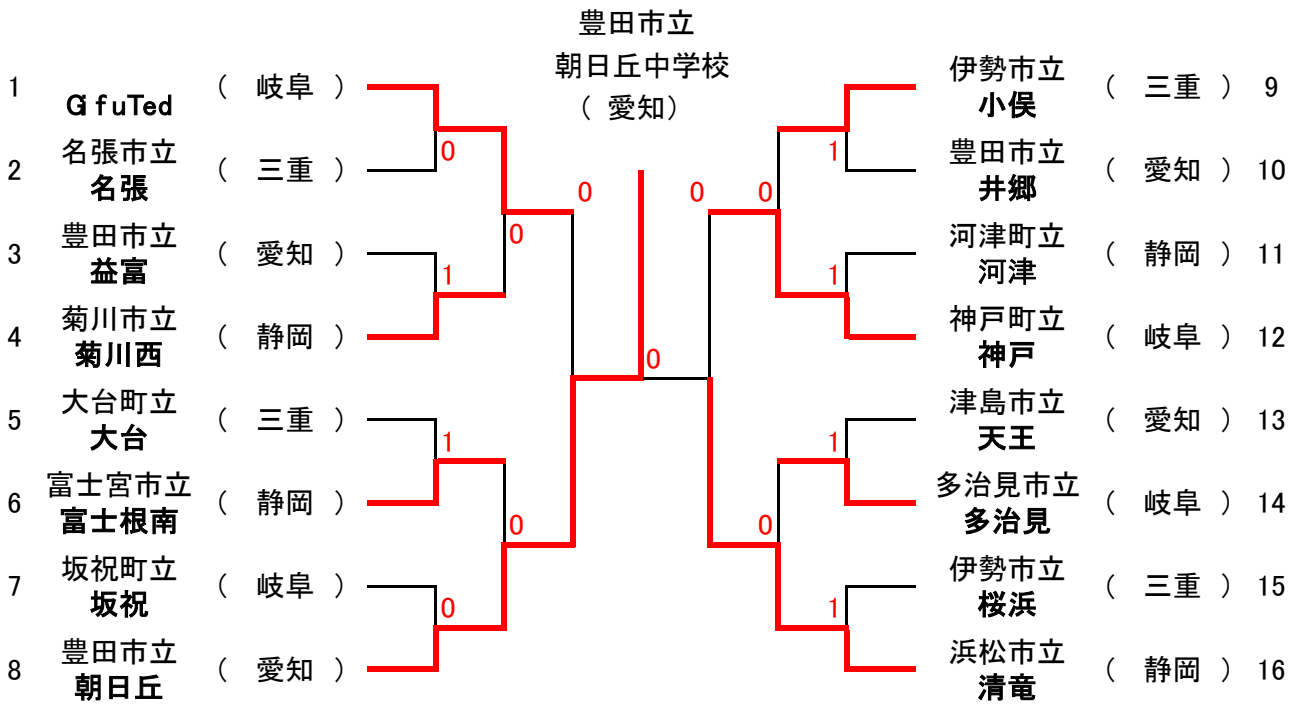 豊田市立
朝日丘中学校
( 愛知)
1 GifuTed ( 岐阜 )
0
2 名張市立
名張 ( 三重 )
3 豊田市立
益富 ( 愛知 )
1
4 菊川市立
菊川西 ( 静岡 )
0
5 大台町立
大台 ( 三重 )
1
6 富士宮市立
富士根南 ( 静岡 )
7 坂祝町立
坂祝 ( 岐阜 )
0
8 豊田市立
朝日丘 ( 愛知 )
0
0
0
0
伊勢市立
小俣 ( 三重 ) 9
1
豊田市立
井郷 ( 愛知 ) 10
河津町立
河津 ( 静岡 ) 11
1
神戸町立
神戸 ( 岐阜 ) 12
0
津島市立
天王 ( 愛知 ) 13
1
多治見市立
多治見 ( 岐阜 ) 14
伊勢市立
桜浜 ( 三重 ) 15
1
浜松市立
清竜 ( 静岡 ) 16
0